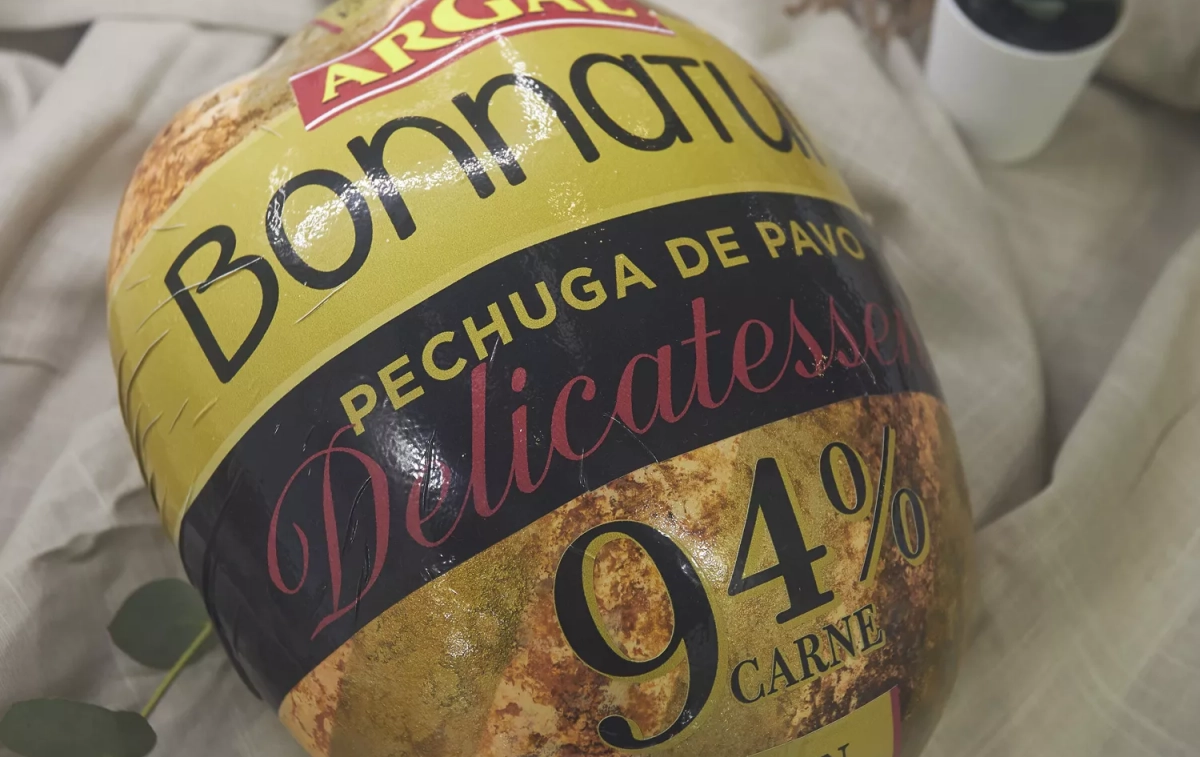 ARGAL
BonnaTur
PECHUGA DE PAVO
Delicatessen
94%
CARNE